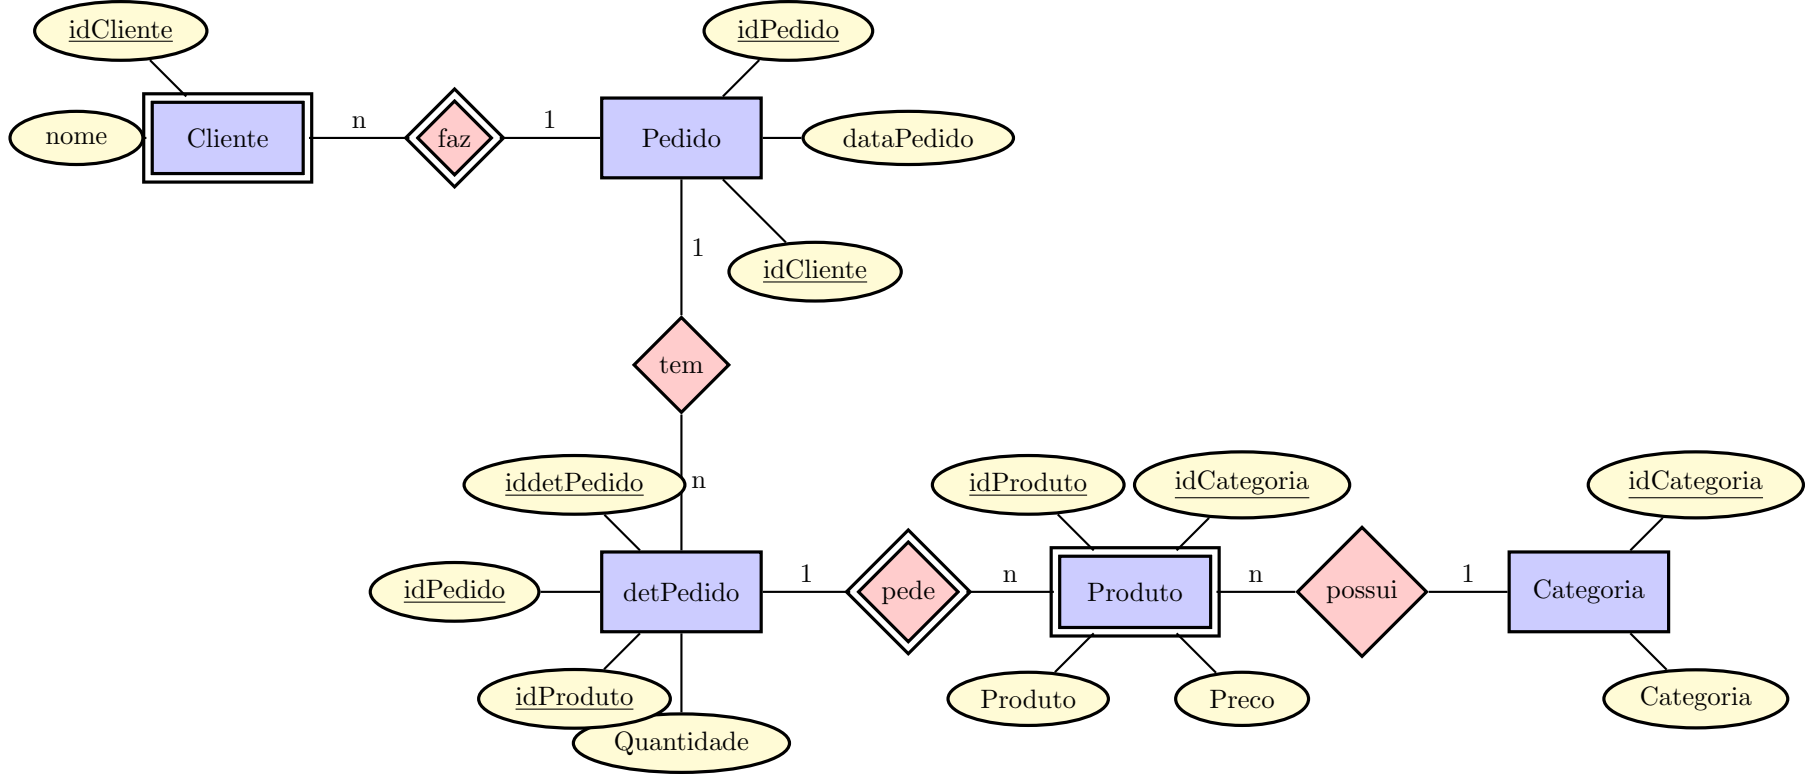 idCliente
idPedido
nome
Cliente
n
faz
1
Pedido
dataPedido
1
idCliente
tem
iddetPedido
n
idProduto
idCategoria
idCategoria
idPedido
detPedido
1
pede
n
Produto
n
possui
1
Categoria
idProduto
Produto
Preco
Categoria
Quantidade